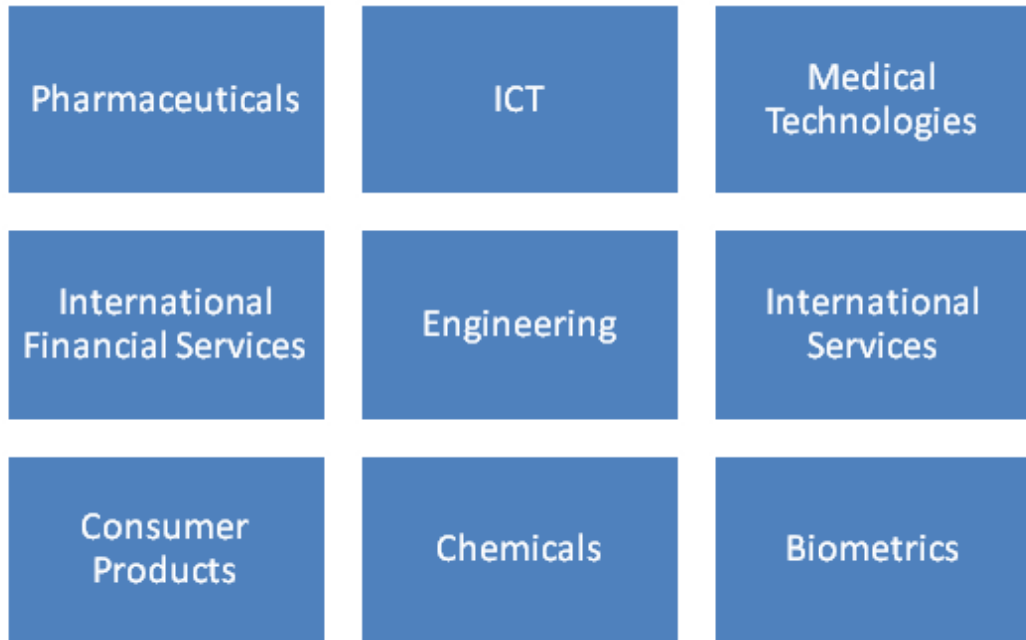 Pharmaceuticals
ICT
Medical
Technologies
International
Financial Services
Engineering
International
Services
Consumer
Products
Chemicals
Biometrics